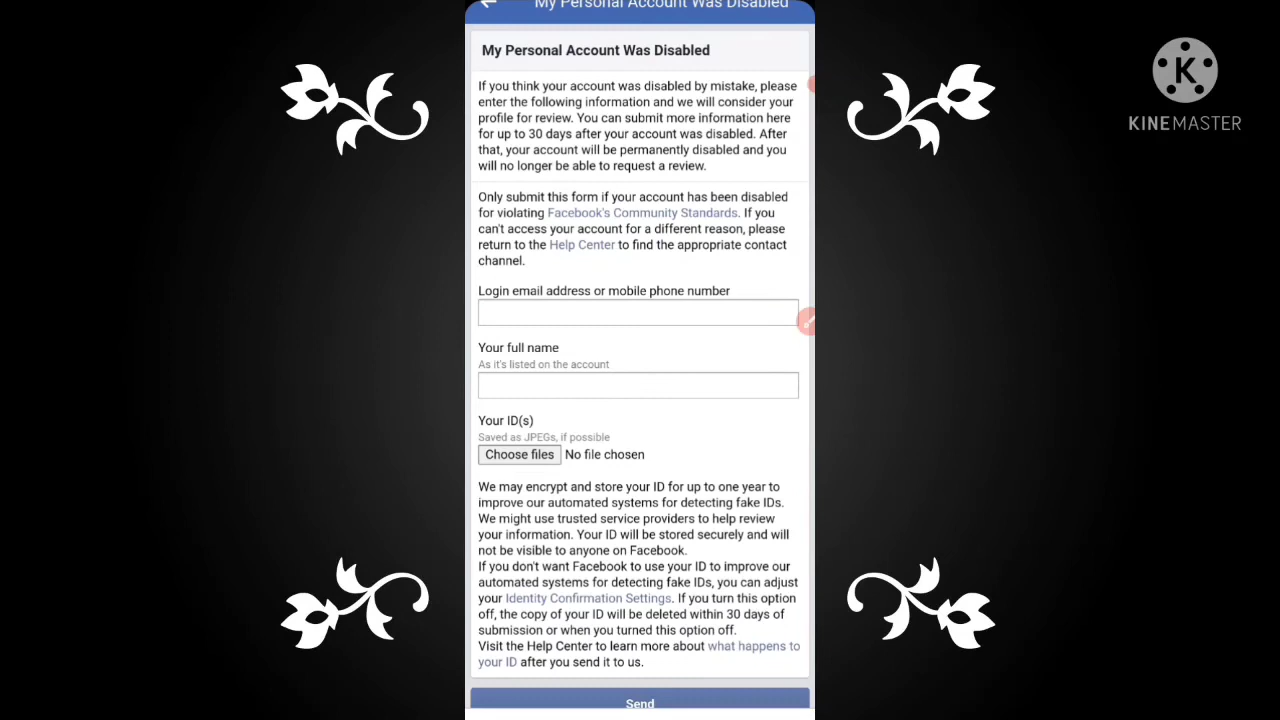 My Personal Account Was Disabled
My Personal Account Was Disabled
If you think your account was disabled by mistake, please
enter the following information and we will consider your
profile for review. You can submit more information here
for up to 30 days after your account was disabled. After
that, your account will be permanently disabled and you
will no longer be able to request a review.
Only submit this form if your account has been disabled
for violating Facebook's Community Standards. If you
can't access your account for a different reason, please
return to the Help Center to find the appropriate contact
channel.
Login email address or mobile phone number
Your full name
As it's listed on the account
Your ID(s)
Saved as JPEGs, if possible
Choose files No file chosen
We may encrypt and store your ID for up to one year to
improve our automated systems for detecting fake IDs.
We might use trusted service providers to help review
your information. Your ID will be stored securely and will
not be visible to anyone on Facebook.
If you don't want Facebook to use your ID to improve our
automated systems for detecting fake IDs, you can adjust
your Identity Confirmation Settings. If you turn this option
off, the copy of your ID will be deleted within 30 days of
submission or when you turned this option off.
Visit the Help Center to learn more about what happens to
your ID after you send it to us.
Send
K
KINEMASTER